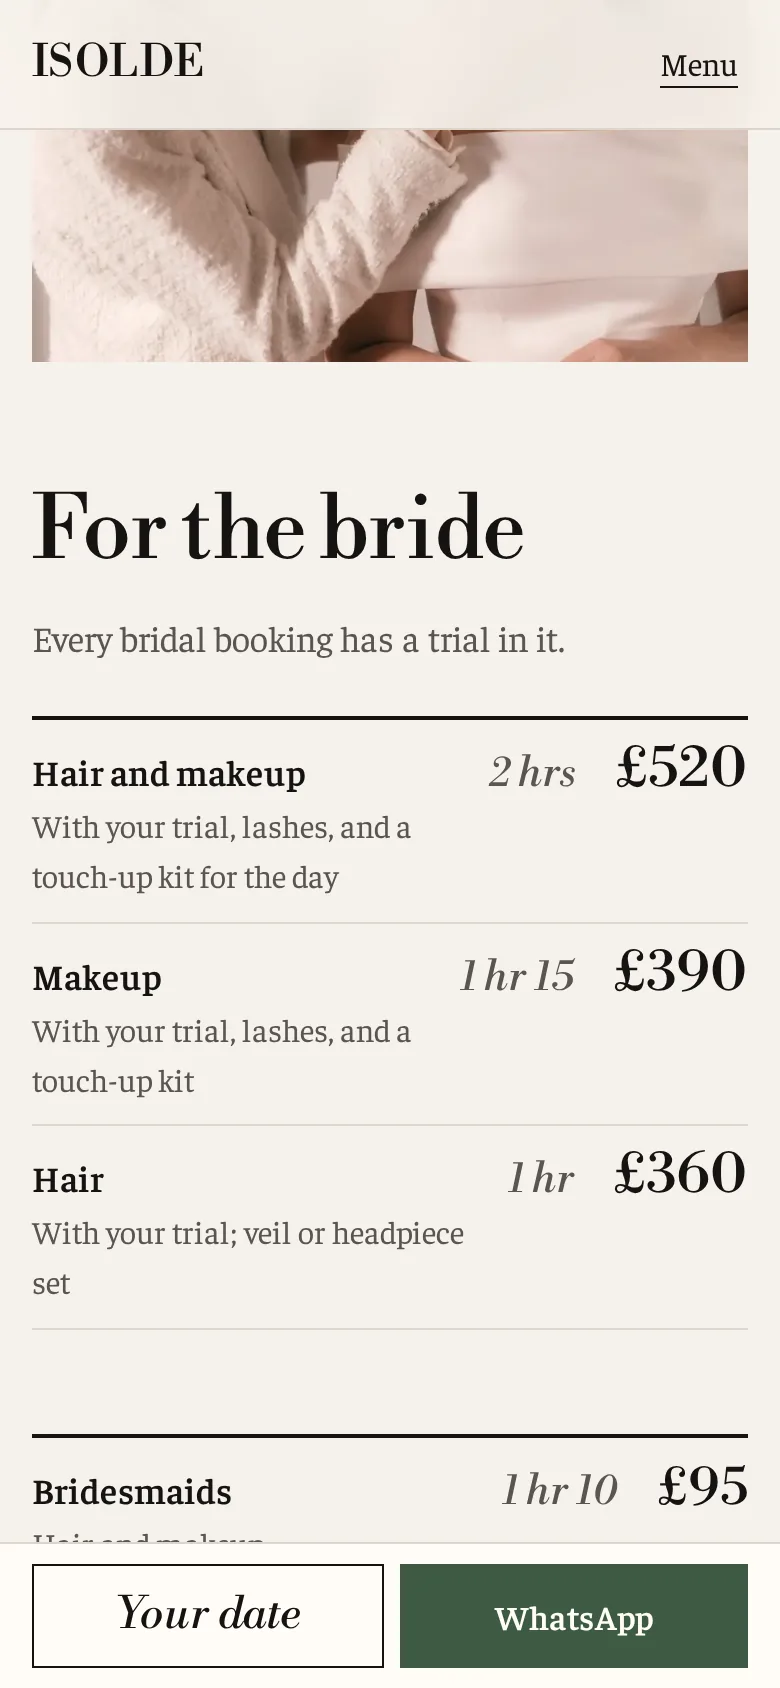 ISOLDE
Menu
For the bride
Every bridal booking has a trial in it.
Hair and makeup 2 hrs £520
With your trial, lashes, and a
touch-up kit for the day
Makeup 1 hr 15 £390
With your trial, lashes, and a
touch-up kit
Hair 1 hr £360
With your trial; veil or headpiece
set
Bridesmaids 1 hr 10 £95
Hair and makeup
Your date
WhatsApp